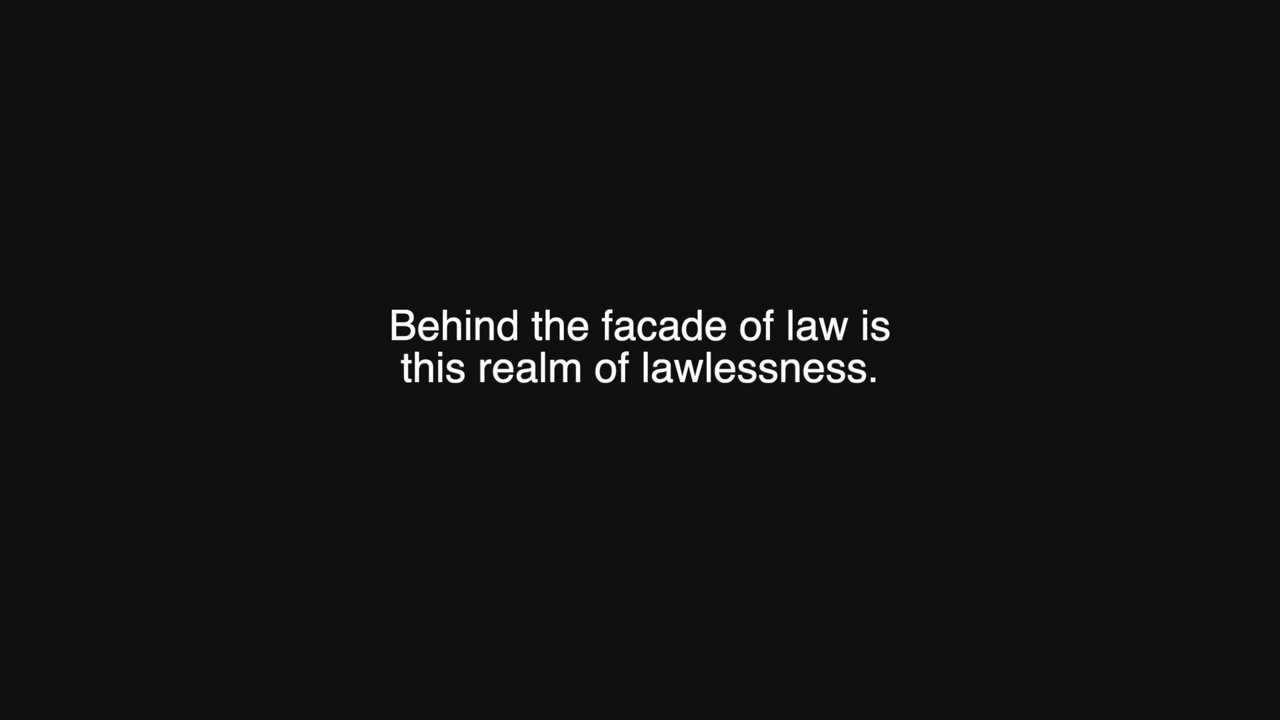 Behind the facade of law is
this realm of lawlessness.